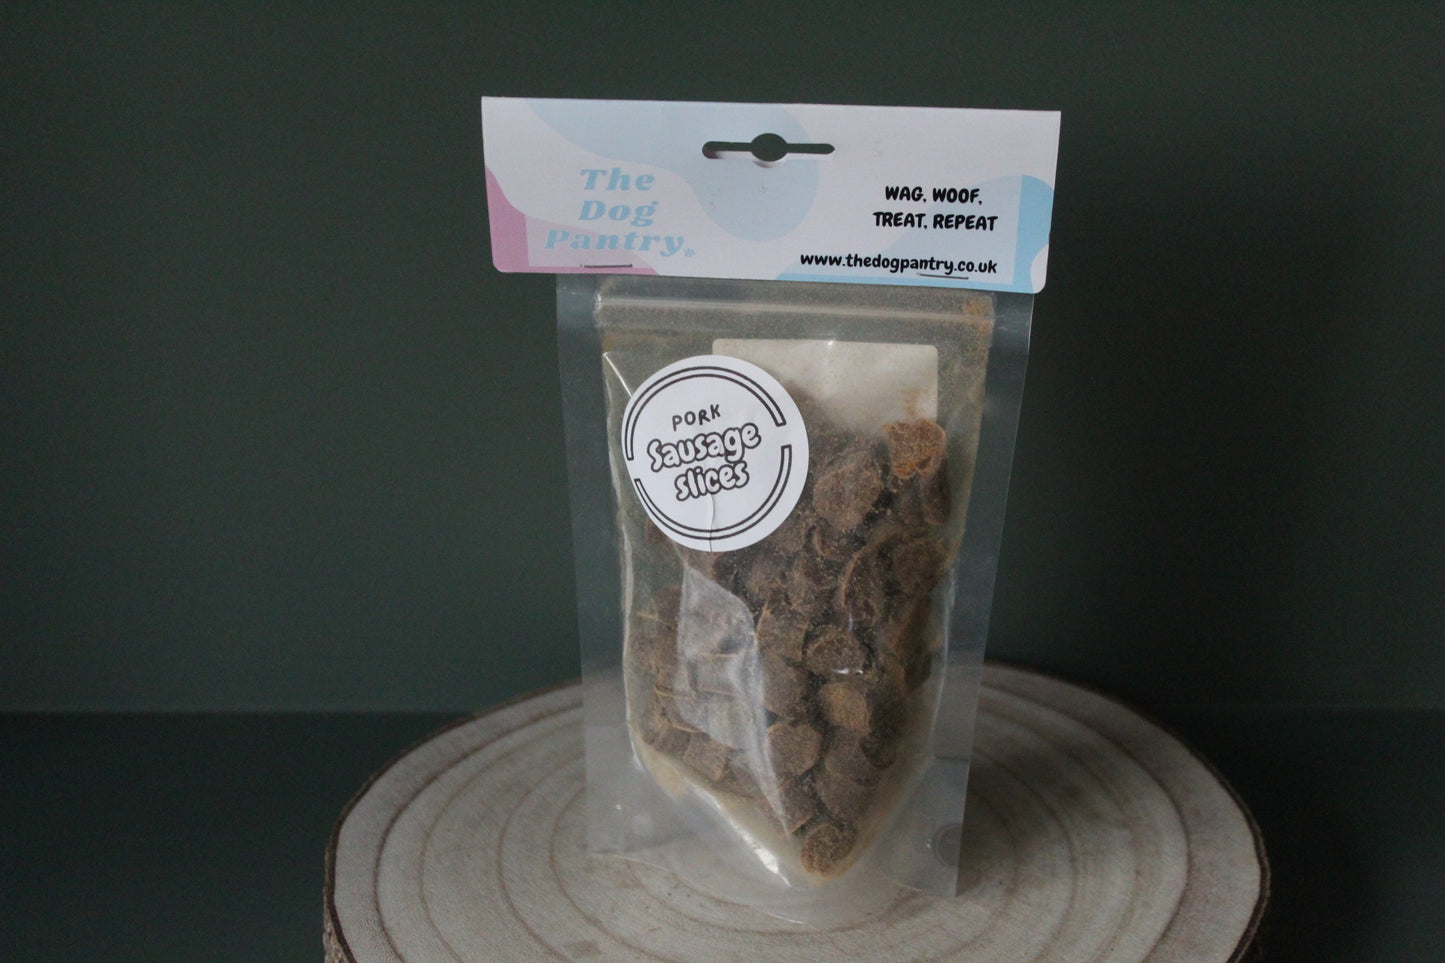 The
Dog
Pantry®
WAG, WOOF,
TREAT, REPEAT
www.thedogpantry.co.uk
PORK
Sausage
slices